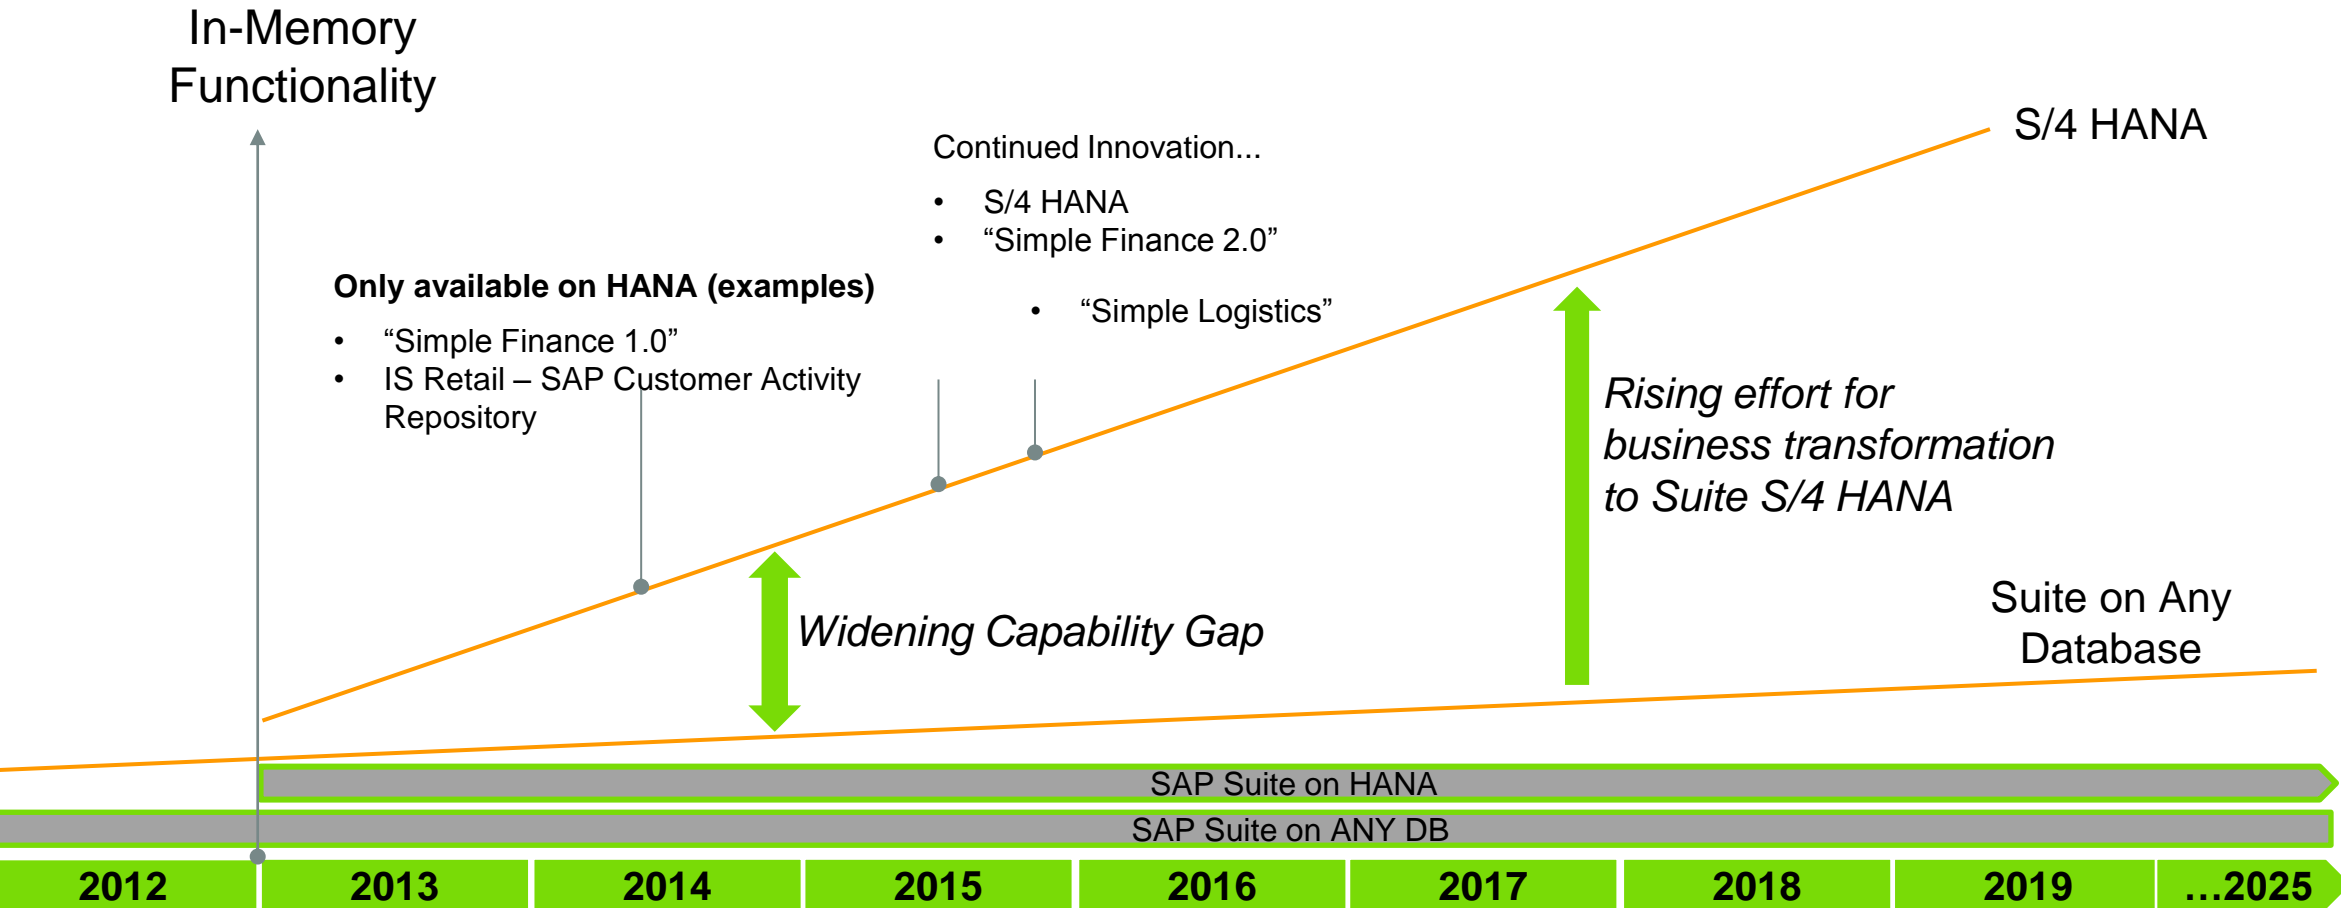 In-Memory
Functionality
S/4 HANA
Continued Innovation...
• S/4 HANA
• “Simple Finance 2.0”
• “Simple Logistics”
Only available on HANA (examples)
• “Simple Finance 1.0”
• IS Retail – SAP Customer Activity
Repository
Rising effort for
business transformation
to Suite S/4 HANA
Widening Capability Gap
Suite on Any
Database
SAP Suite on HANA
SAP Suite on ANY DB
2012 2013 2014 2015 2016 2017 2018 2019 …2025